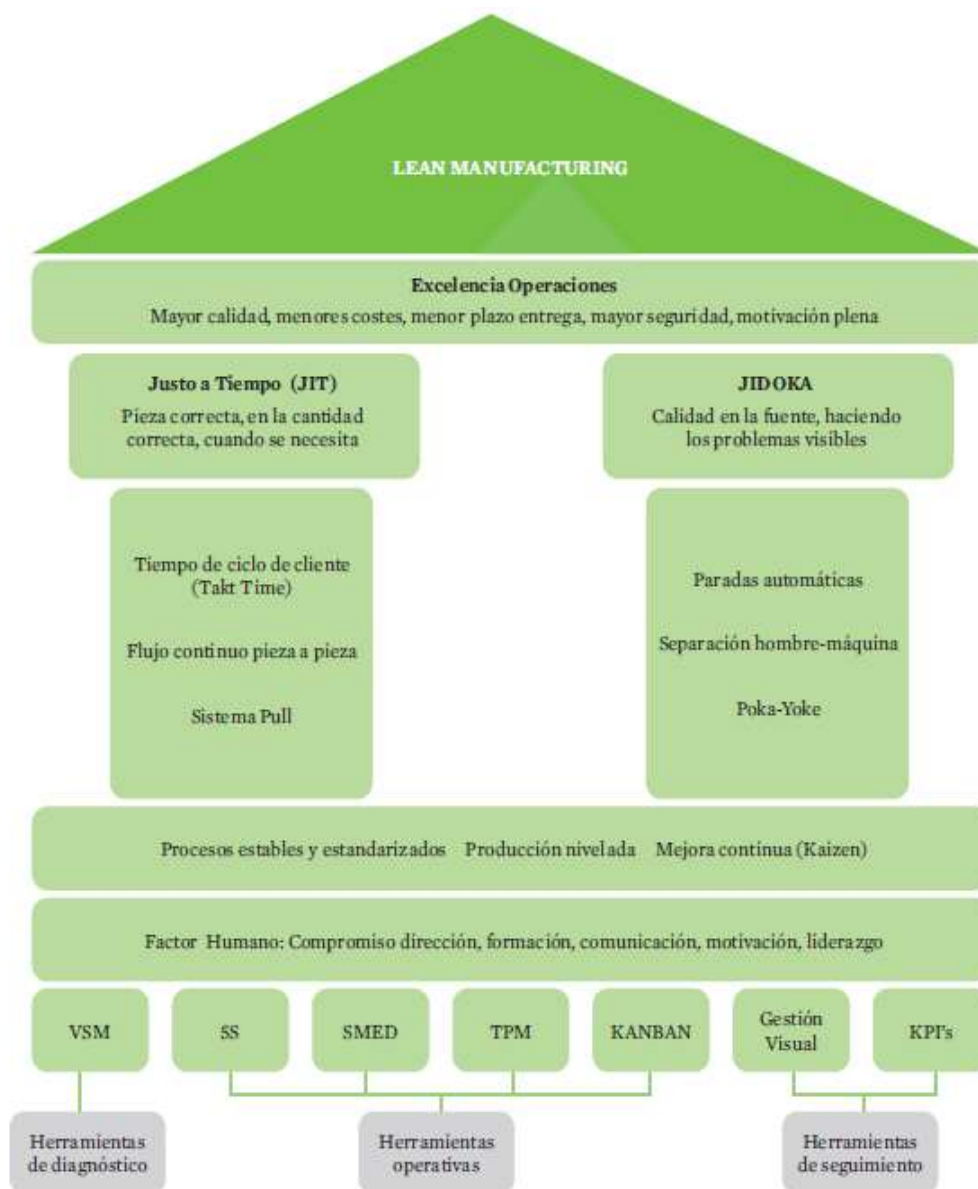 LEAN MANUFACTURING
Excelencia Operaciones
Mayor calidad, menores costes, menor plazo entrega, mayor seguridad, motivación plena
Justo a Tiempo (JIT)
Pieza correcta, en la cantidad
correcta, cuando se necesita
JIDOKA
Calidad en la fuente, haciendo
los problemas visibles
Tiempo de ciclo de cliente
(Takt Time)
Flujo continuo pieza a pieza
Sistema Pull
Paradas automáticas
Separación hombre-máquina
Poka-Yoke
Procesos estables y estandarizados Producción nivelada Mejora continua (Kaizen)
Factor Humano: Compromiso dirección, formación, comunicación, motivación, liderazgo
VSM
5S
SMED
TPM
KANBAN
Gestión
Visual
KPI's
Herramientas
de diagnóstico
Herramientas
operativas
Herramientas
de seguimiento